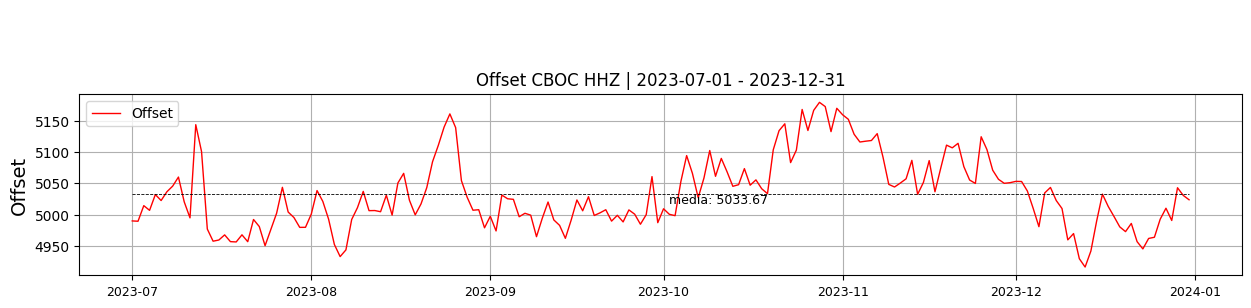 Offset CBOC HHZ | 2023-07-01 - 2023-12-31
Offset
Offset
5150
5100
5050
5000
4950
media: 5033.67
2023-07 2023-08 2023-09 2023-10 2023-11 2023-12 2024-01